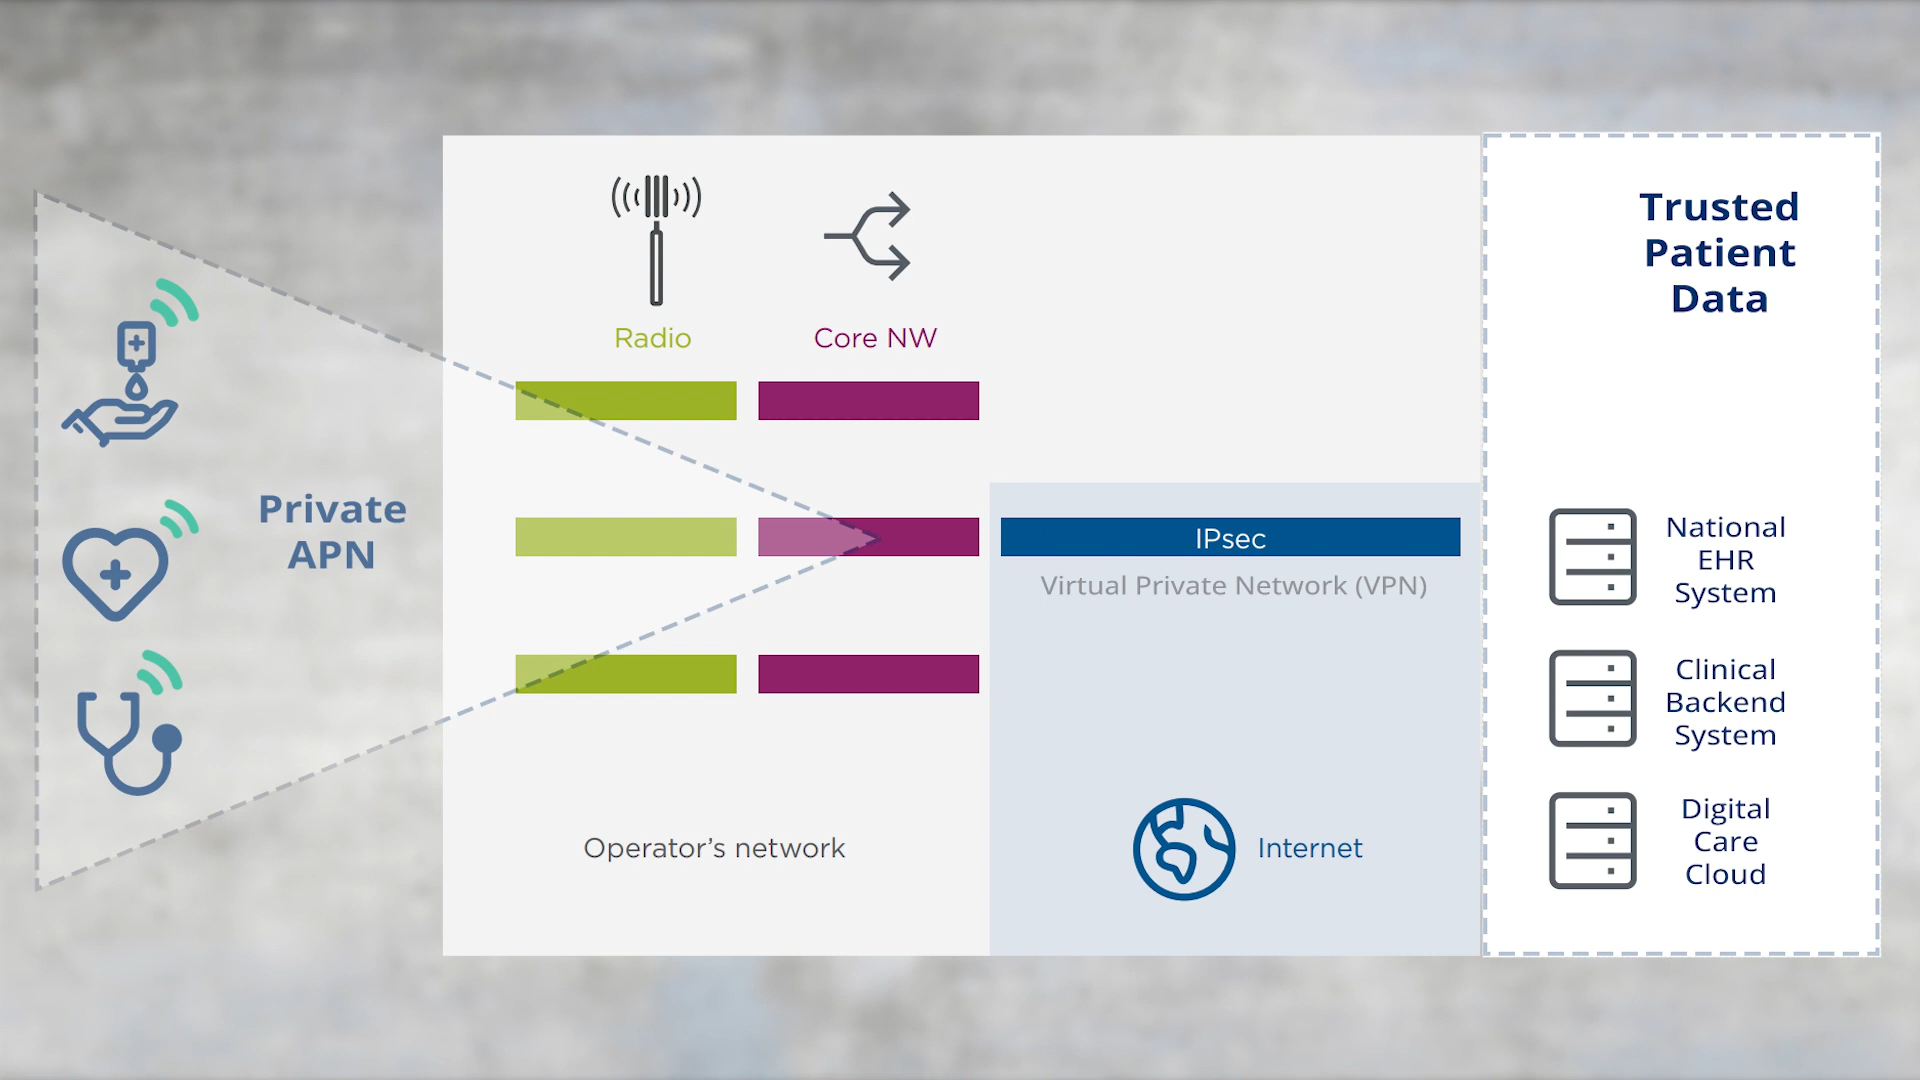 Trusted
Patient
Data
Radio
Core NW
Private
APN
IPsec
Virtual Private Network (VPN)
National
EHR
System
Clinical
Backend
System
Digital
Care
Cloud
Operator’s network
Internet